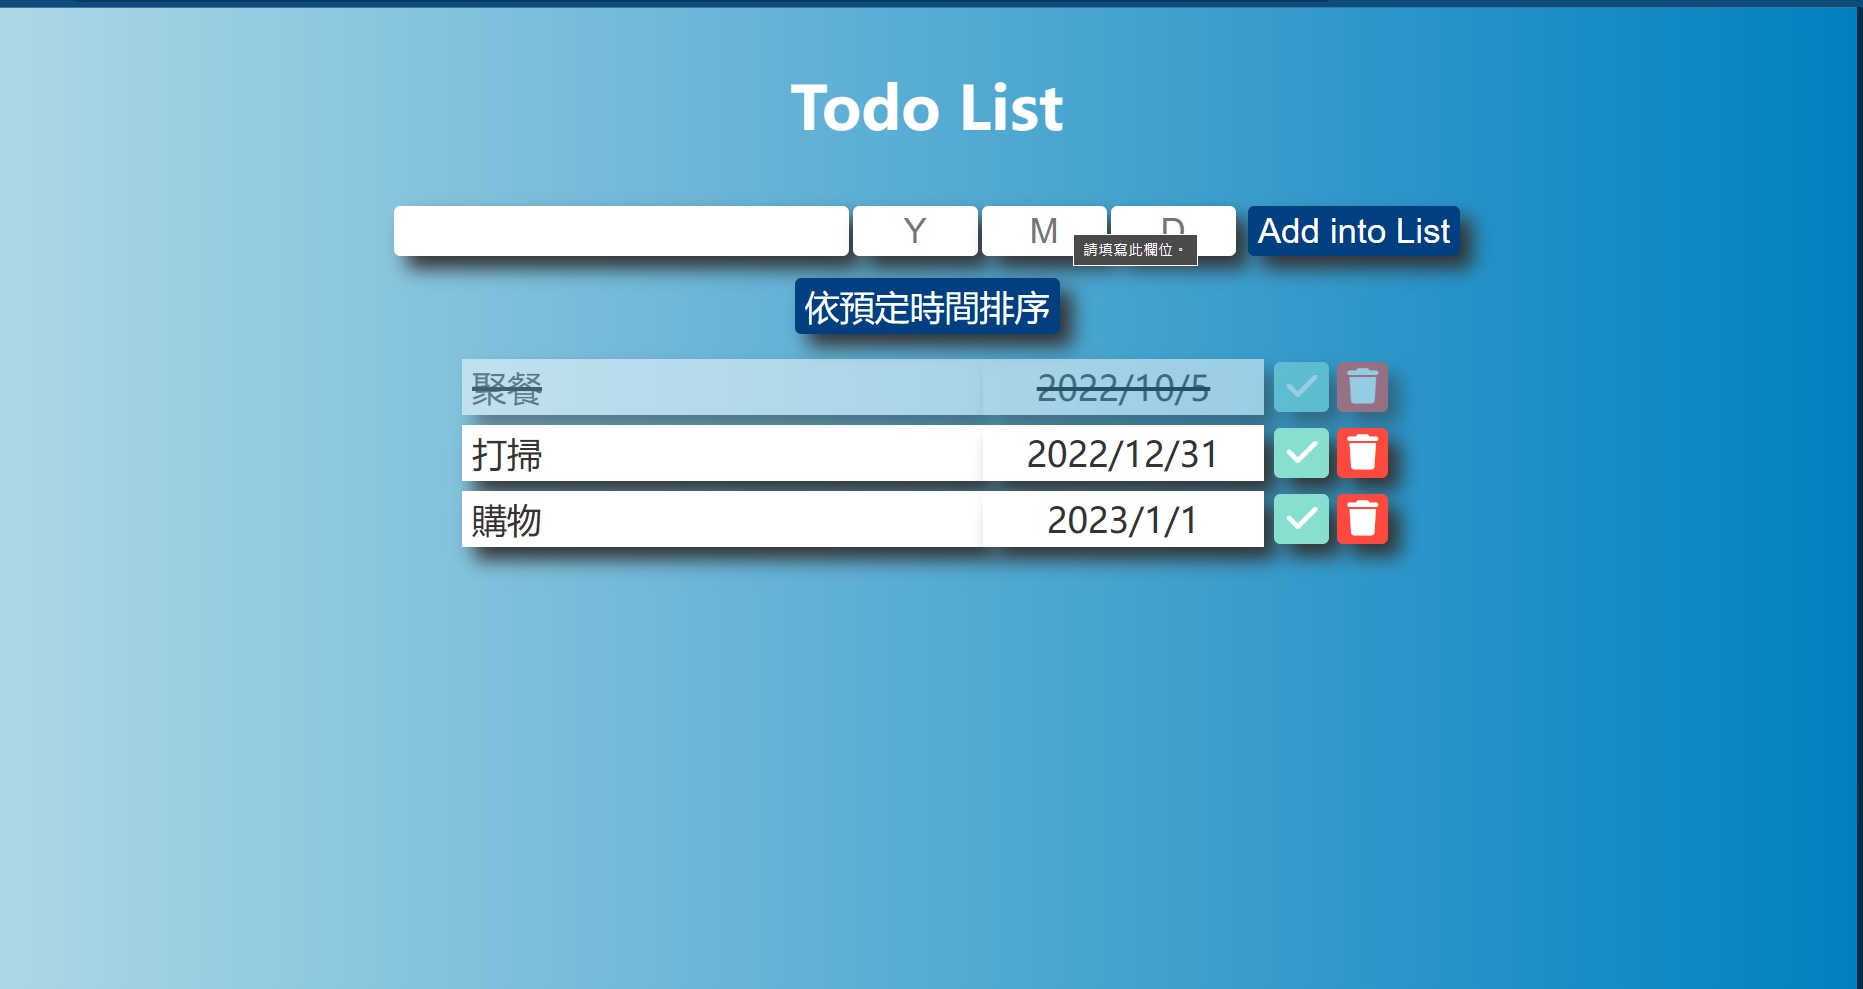 Todo List
Y M D Add into List
請填寫此欄位。
依預定時間排序
聚餐 2022/10/5
打掃 2022/12/31
購物 2023/1/1